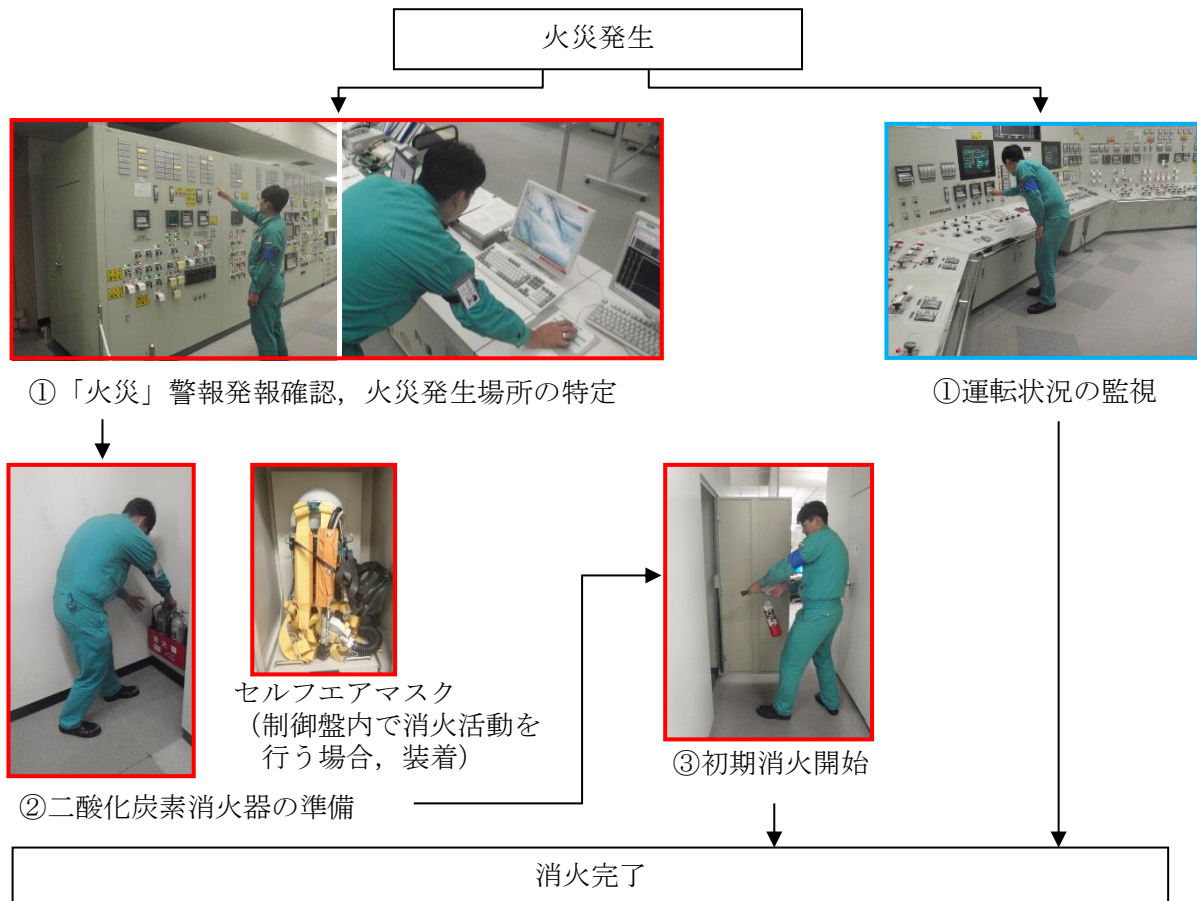 火災発生
①「火災」警報発報確認，火災発生場所の特定
①運転状況の監視
セルフエアマスク
（制御盤内で消火活動を
行う場合，装着）
②二酸化炭素消火器の準備
③初期消火開始
消火完了